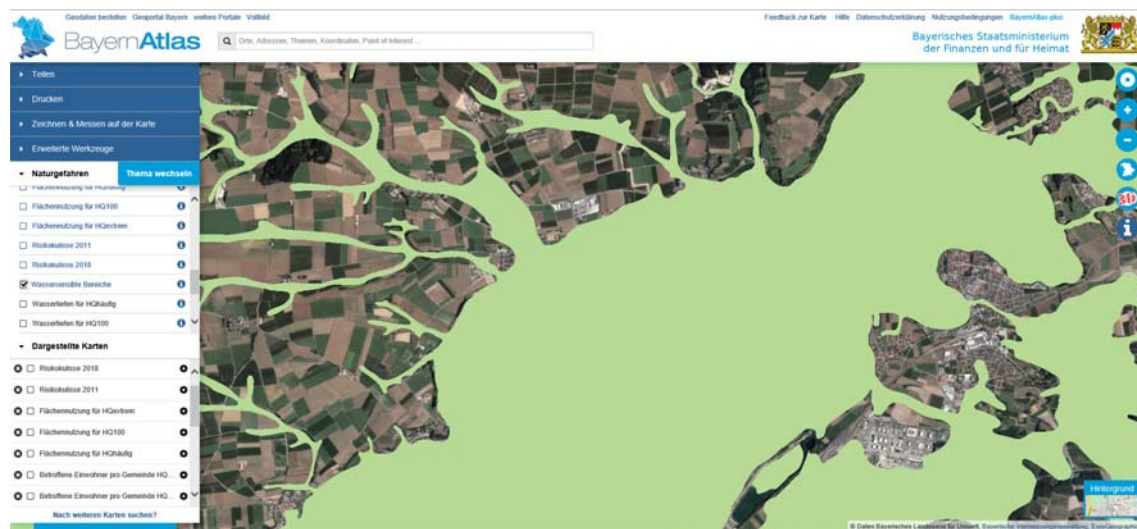 Geodaten bestellen Geoportal Bayern weitere Portale Vollbild
Feedback zur Karte Hilfe Datenschutzerklärung Nutzungsbedingungen BayernAtlas-plus
BayernAtlas
Orte, Adressen, Themen, Koordinaten, Point of Interest ...
Bayerisches Staatsministerium
der Finanzen und für Heimat
Teilen
Drucken
Zeichnen & Messen auf der Karte
Erweiterte Werkzeuge
Naturgefahren Thema wechseln
Flächennutzung für HQhäufig
Flächennutzung für HQ100
Flächennutzung für HQextrem
Risikokulisse 2011
Risikokulisse 2018
Wassersensible Bereiche
Wassertiefen für HQhäufig
Wassertiefen für HQ100
Dargestellte Karten
Risikokulisse 2018
Risikokulisse 2011
Flächennutzung für HQextrem
Flächennutzung für HQ100
Flächennutzung für HQhäufig
Betroffene Einwohner pro Gemeinde HQ...
Betroffene Einwohner pro Gemeinde HQ...
Nach weiteren Karten suchen?
3D
i
Hintergrund
© Daten Bayerisches Landesamt für Umwelt, Bayerische Vermessungsverwaltung,